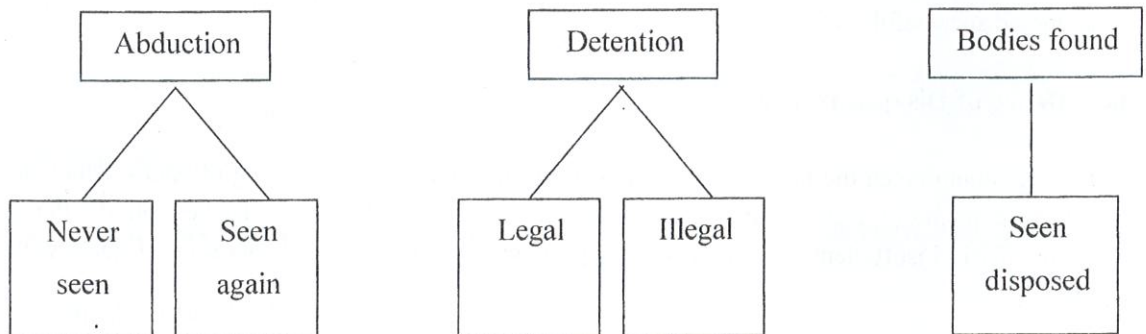 Abduction
Detention
Bodies found
Never
seen
Seen
again
Legal
Illegal
Seen
disposed